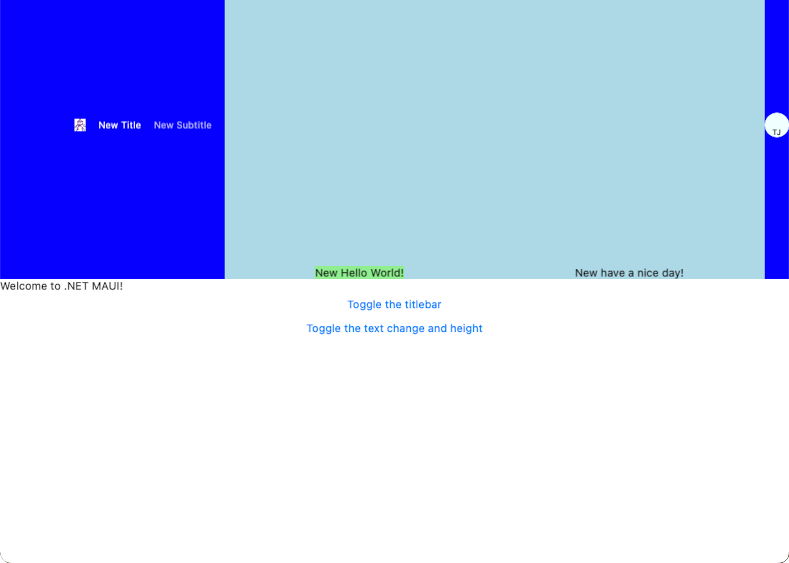 New Title New Subtitle
TJ
New Hello World! New have a nice day!
Welcome to .NET MAUI!
Toggle the titlebar
Toggle the text change and height